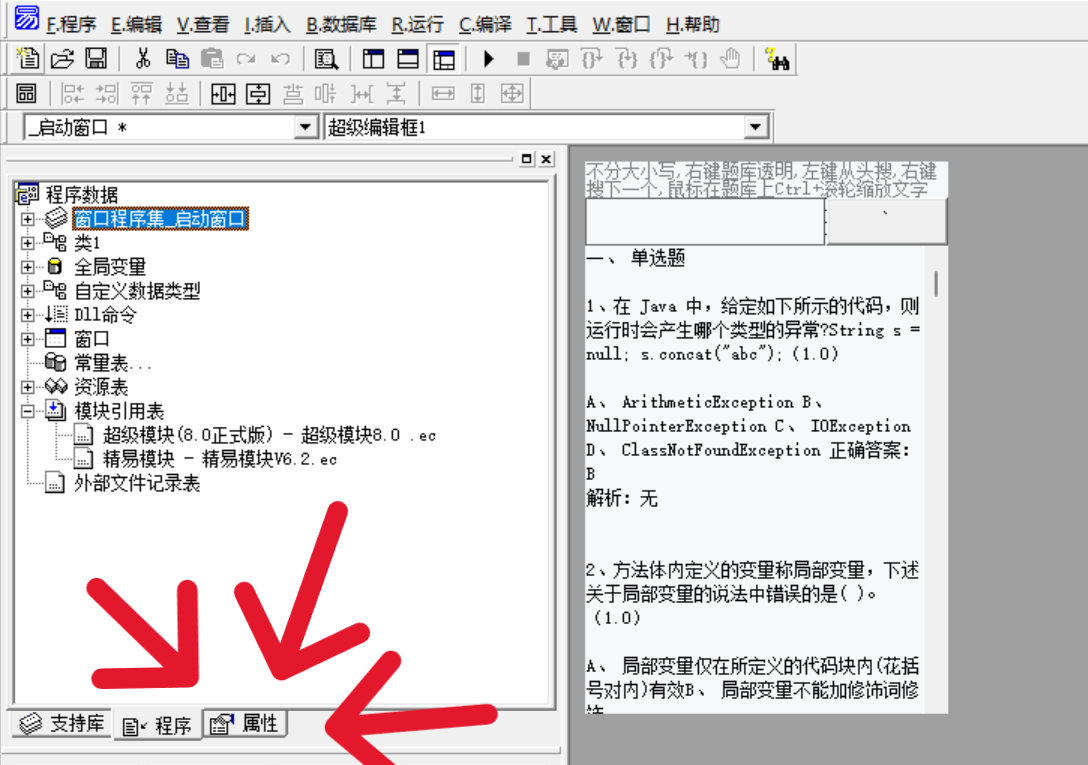 F.程序 E.编辑 V.查看 I.插入 B.数据库 R.运行 C.编译 T.工具 W.窗口 H.帮助
_启动窗口 * 超级编辑框1
程序数据
窗口程序集_启动窗口
类1
全局变量
自定义数据类型
Dll命令
窗口
常量表...
资源表
模块引用表
超级模块(8.0正式版) - 超级模块8.0 .ec
精易模块 - 精易模块V6.2.ec
外部文件记录表
支持库 程序 属性
不分大小写,右键题库透明,左键从头搜,右键
搜下一个,鼠标在题库上Ctrl+滚轮缩放文字
、
一、 单选题
1、在 Java 中，给定如下所示的代码，则
运行时会产生哪个类型的异常?String s =
null; s.concat("abc"); (1.0)
A、 ArithmeticException B、
NullPointerException C、 IOException
D、 ClassNotFoundException 正确答案：
B
解析：无
2、方法体内定义的变量称局部变量，下述
关于局部变量的说法中错误的是( )。
(1.0)
A、 局部变量仅在所定义的代码块内(花括
号对内)有效B、 局部变量不能加修饰词修